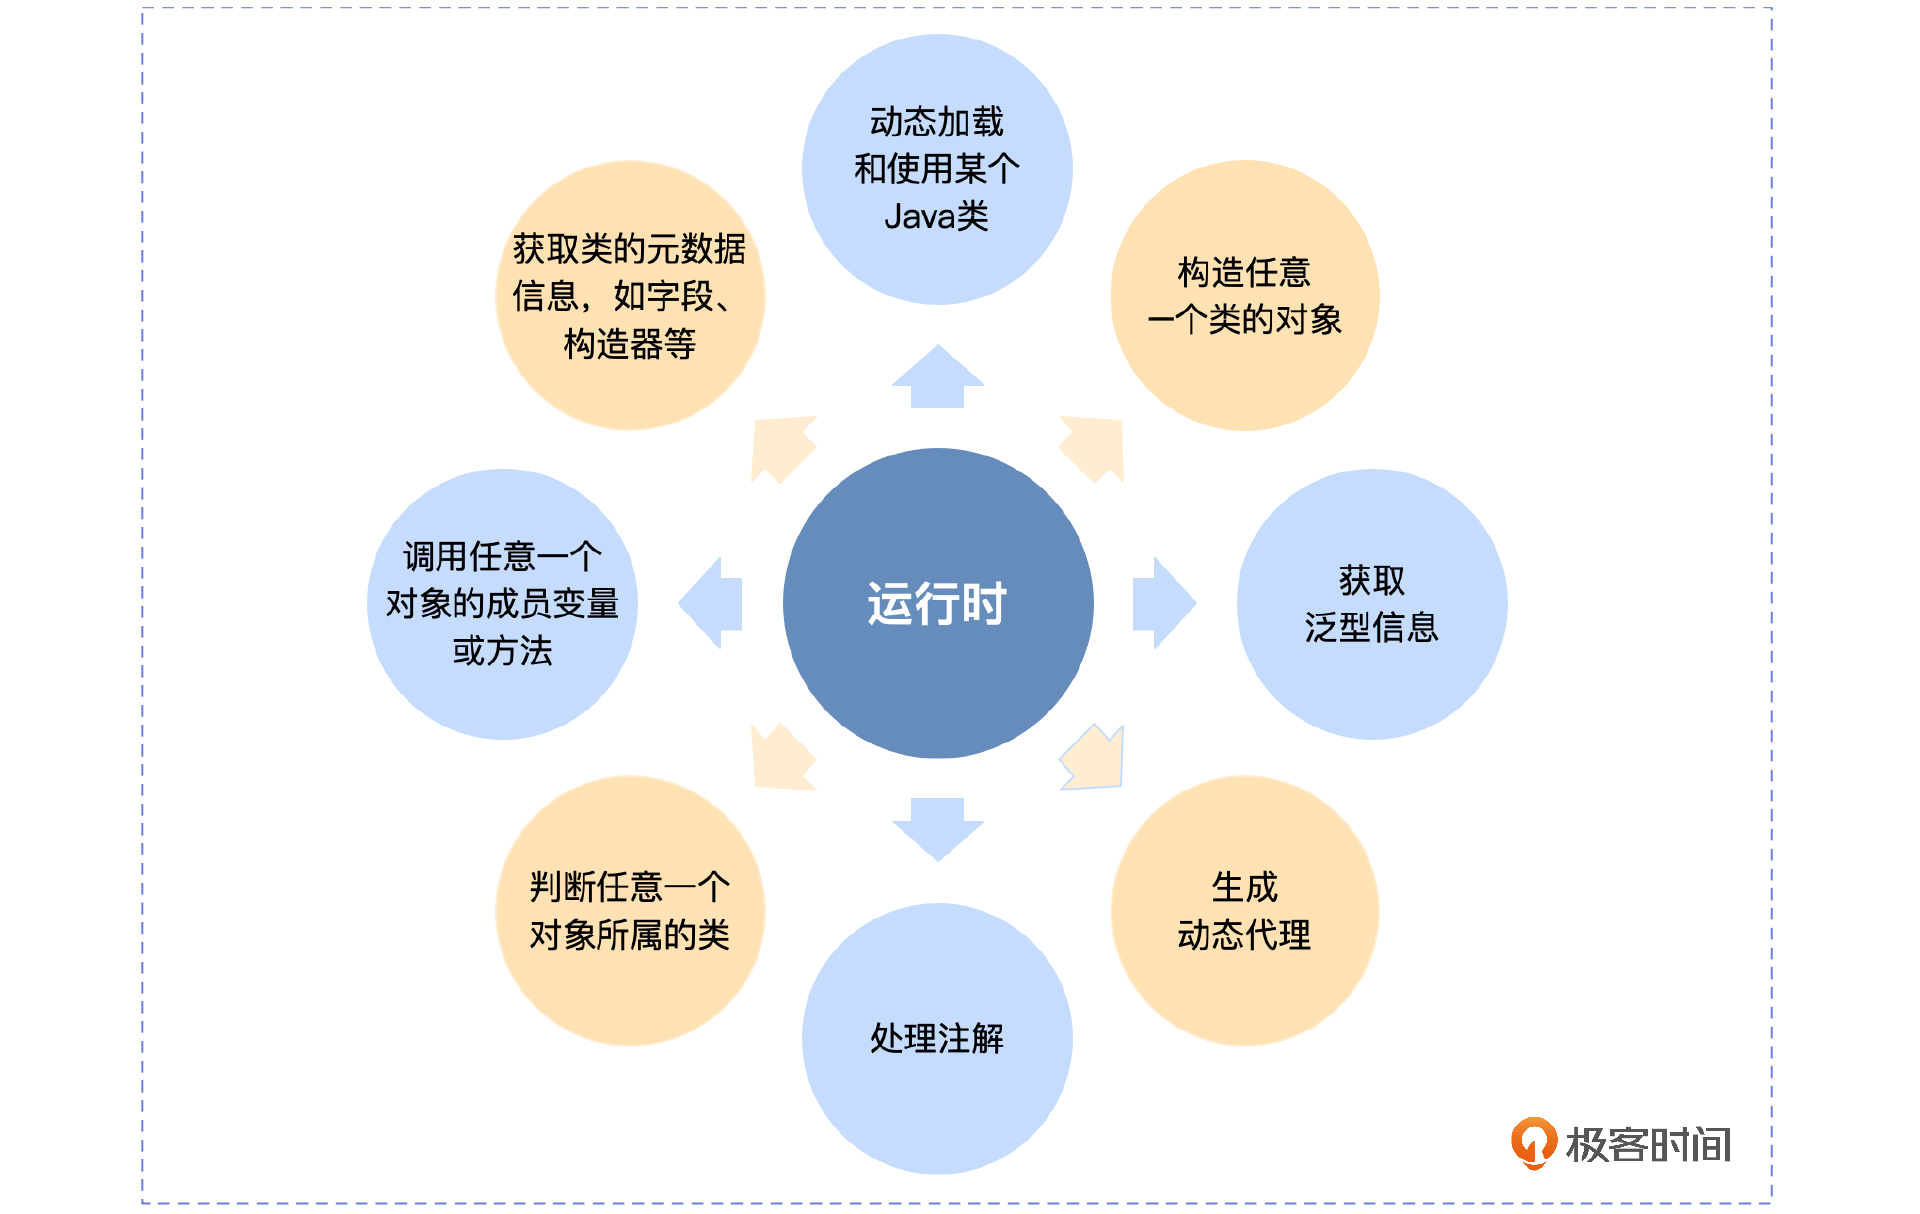 动态加载
和使用某个
Java类
构造任意
一个类的对象
获取
泛型信息
生成
动态代理
处理注解
判断任意一个
对象所属的类
调用任意一个
对象的成员变量
或方法
获取类的元数据
信息，如字段、
构造器等
运行时
极客时间